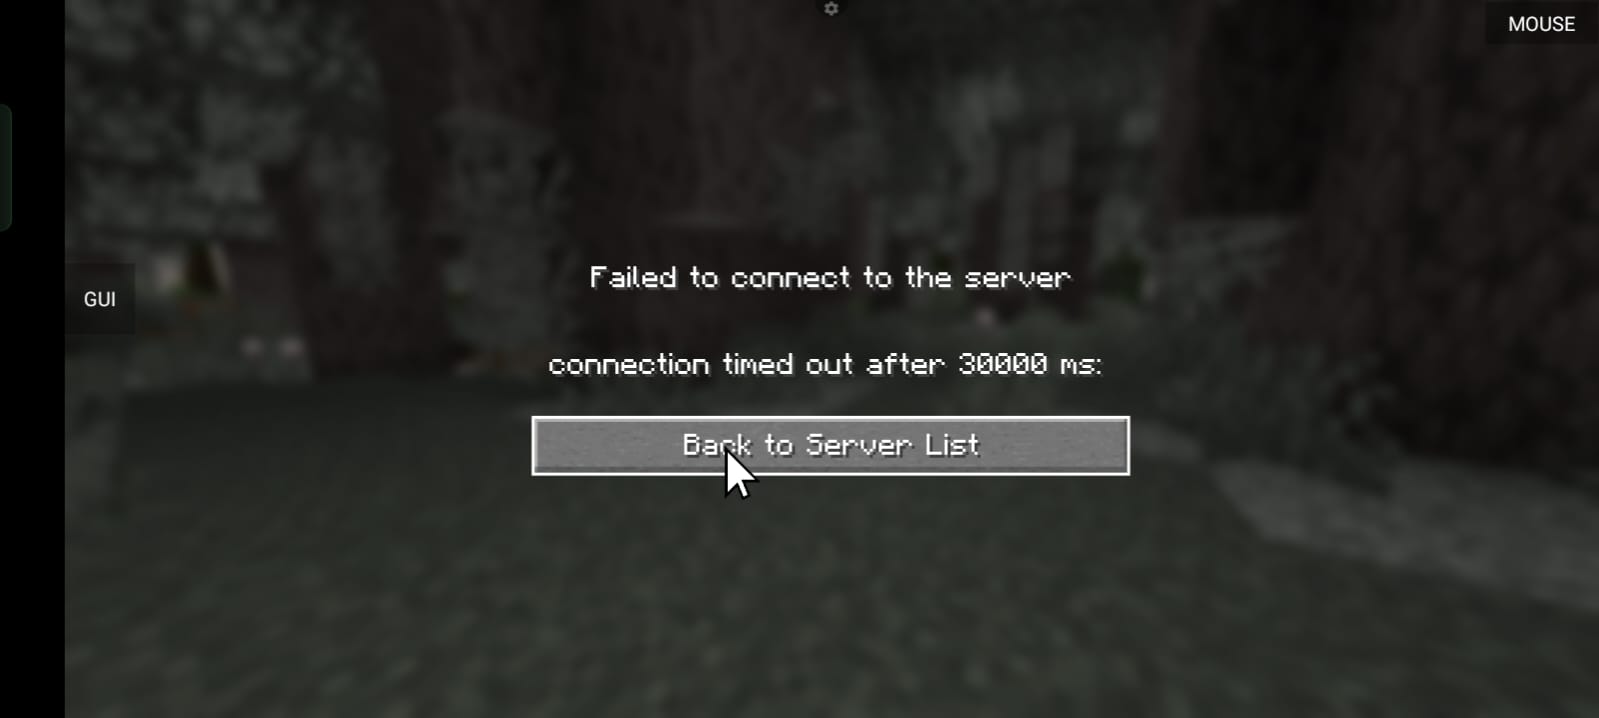 MOUSE
Failed to connect to the server
GUI
connection timed out after 30000 ms:
Back to Server List